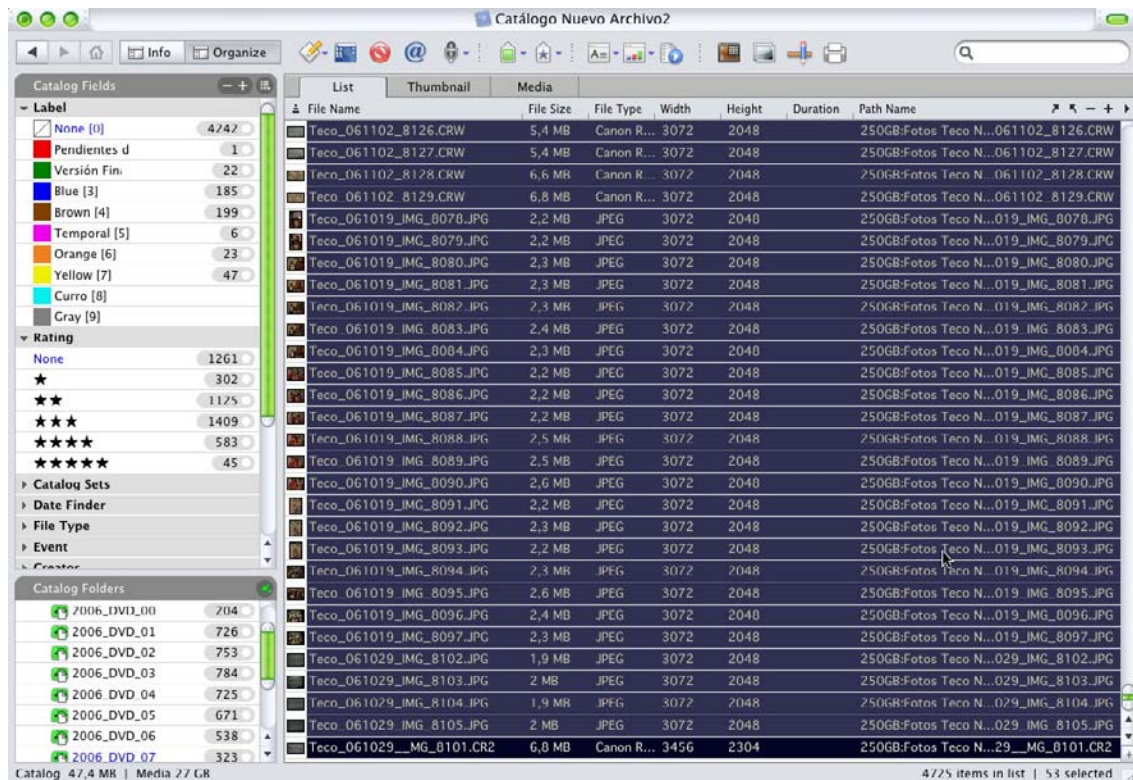 Catálogo Nuevo Archivo2
Info Organize
Catalog Fields
List Thumbnail Media
File Name File Size File Type Width Height Duration Path Name
Label
None [0] 4242
Pendientes d 1
Versión Fin 22
Blue [3] 185
Brown [4] 199
Temporal [5] 6
Orange [6] 23
Yellow [7] 47
Curro [8]
Gray [9]
Rating
None 1261
302
1125
1409
583
45
Catalog Sets
Date Finder
File Type
Event
Creator
Catalog Folders
2006_DVD_00 204
2006_DVD_01 726
2006_DVD_02 753
2006_DVD_03 784
2006_DVD_04 725
2006_DVD_05 671
2006_DVD_06 538
2006_DVD_07 323
Teco_061102_8126.CRW 5,4 MB Canon R... 3072 2048 250GB:Fotos Teco N...061102_8126.CRW
Teco_061102_8127.CRW 5,4 MB Canon R... 3072 2048 250GB:Fotos Teco N...061102_8127.CRW
Teco_061102_8128.CRW 6,6 MB Canon R... 3072 2048 250GB:Fotos Teco N...061102_8128.CRW
Teco_061102_8129.CRW 6,8 MB Canon R... 3072 2048 250GB:Fotos Teco N...061102_8129.CRW
Teco_061019_IMG_8078.JPG 2,2 MB JPEG 3072 2048 250GB:Fotos Teco N...019_IMG_8078.JPG
Teco_061019_IMG_8079.JPG 2,2 MB JPEG 3072 2048 250GB:Fotos Teco N...019_IMG_8079.JPG
Teco_061019_IMG_8080.JPG 2,3 MB JPEG 3072 2048 250GB:Fotos Teco N...019_IMG_8080.JPG
Teco_061019_IMG_8081.JPG 2,3 MB JPEG 3072 2048 250GB:Fotos Teco N...019_IMG_8081.JPG
Teco_061019_IMG_8082.JPG 2,3 MB JPEG 3072 2048 250GB:Fotos Teco N...019_IMG_8082.JPG
Teco_061019_IMG_8083.JPG 2,4 MB JPEG 3072 2048 250GB:Fotos Teco N...019_IMG_8083.JPG
Teco_061019_IMG_8084.JPG 2,3 MB JPEG 3072 2048 250GB:Fotos Teco N...019_IMG_8084.JPG
Teco_061019_IMG_8085.JPG 2,2 MB JPEG 3072 2048 250GB:Fotos Teco N...019_IMG_8085.JPG
Teco_061019_IMG_8086.JPG 2,2 MB JPEG 3072 2048 250GB:Fotos Teco N...019_IMG_8086.JPG
Teco_061019_IMG_8087.JPG 2,2 MB JPEG 3072 2048 250GB:Fotos Teco N...019_IMG_8087.JPG
Teco_061019_IMG_8088.JPG 2,5 MB JPEG 3072 2048 250GB:Fotos Teco N...019_IMG_8088.JPG
Teco_061019_IMG_8089.JPG 2,5 MB JPEG 3072 2048 250GB:Fotos Teco N...019_IMG_8089.JPG
Teco_061019_IMG_8090.JPG 2,6 MB JPEG 3072 2048 250GB:Fotos Teco N...019_IMG_8090.JPG
Teco_061019_IMG_8091.JPG 2,2 MB JPEG 3072 2048 250GB:Fotos Teco N...019_IMG_8091.JPG
Teco_061019_IMG_8092.JPG 2,3 MB JPEG 3072 2048 250GB:Fotos Teco N...019_IMG_8092.JPG
Teco_061019_IMG_8093.JPG 2,2 MB JPEG 3072 2048 250GB:Fotos Teco N...019_IMG_8093.JPG
Teco_061019_IMG_8094.JPG 2,3 MB JPEG 3072 2048 250GB:Fotos Teco N...019_IMG_8094.JPG
Teco_061019_IMG_8095.JPG 2,6 MB JPEG 3072 2048 250GB:Fotos Teco N...019_IMG_8095.JPG
Teco_061019_IMG_8096.JPG 2,4 MB JPEG 3072 2048 250GB:Fotos Teco N...019_IMG_8096.JPG
Teco_061019_IMG_8097.JPG 2,3 MB JPEG 3072 2048 250GB:Fotos Teco N...019_IMG_8097.JPG
Teco_061029_IMG_8102.JPG 1,9 MB JPEG 3072 2048 250GB:Fotos Teco N...029_IMG_8102.JPG
Teco_061029_IMG_8103.JPG 2 MB JPEG 3072 2048 250GB:Fotos Teco N...029_IMG_8103.JPG
Teco_061029_IMG_8104.JPG 1,9 MB JPEG 3072 2048 250GB:Fotos Teco N...029_IMG_8104.JPG
Teco_061029_IMG_8105.JPG 2 MB JPEG 3072 2048 250GB:Fotos Teco N...029_IMG_8105.JPG
Teco_061029__MG_8101.CR2 6,8 MB Canon R... 3456 2304 250GB:Fotos Teco N...29__MG_8101.CR2
Catalog 47,4 MB | Media 27 GB
4725 items in list | 53 selected